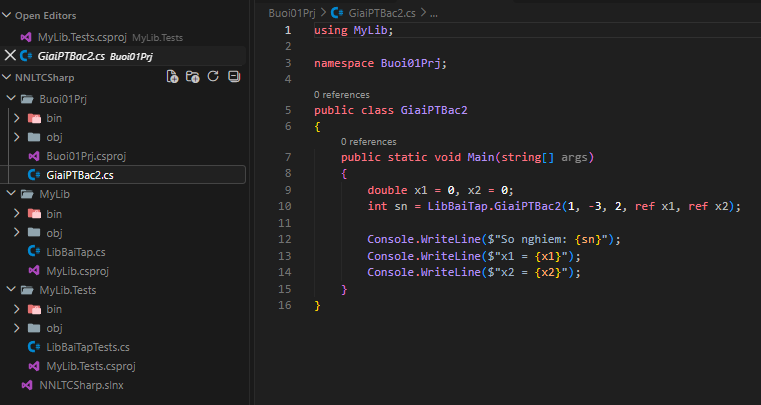 Open Editors
MyLib.Tests.csproj MyLib.Tests
GiaiPTBac2.cs Buoi01Prj
NNLTCSharp
Buoi01Prj
bin
obj
Buoi01Prj.csproj
GiaiPTBac2.cs
MyLib
bin
obj
LibBaiTap.cs
MyLib.csproj
MyLib.Tests
bin
obj
LibBaiTapTests.cs
MyLib.Tests.csproj
NNLTCSharp.slnx
Buoi01Prj > GiaiPTBac2.cs > ...
1 using MyLib;
2
3 namespace Buoi01Prj;
4
0 references
5 public class GiaiPTBac2
6 {
0 references
7 public static void Main(string[] args)
8 {
9 double x1 = 0, x2 = 0;
10 int sn = LibBaiTap.GiaiPTBac2(1, -3, 2, ref x1, ref x2);
11
12 Console.WriteLine($"So nghiem: {sn}");
13 Console.WriteLine($"x1 = {x1}");
14 Console.WriteLine($"x2 = {x2}");
15 }
16 }